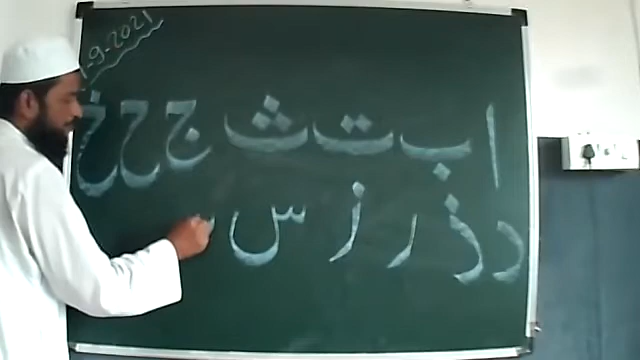 -9-2021
ا ب ت ث ج ح خ
د ذ ر ز س